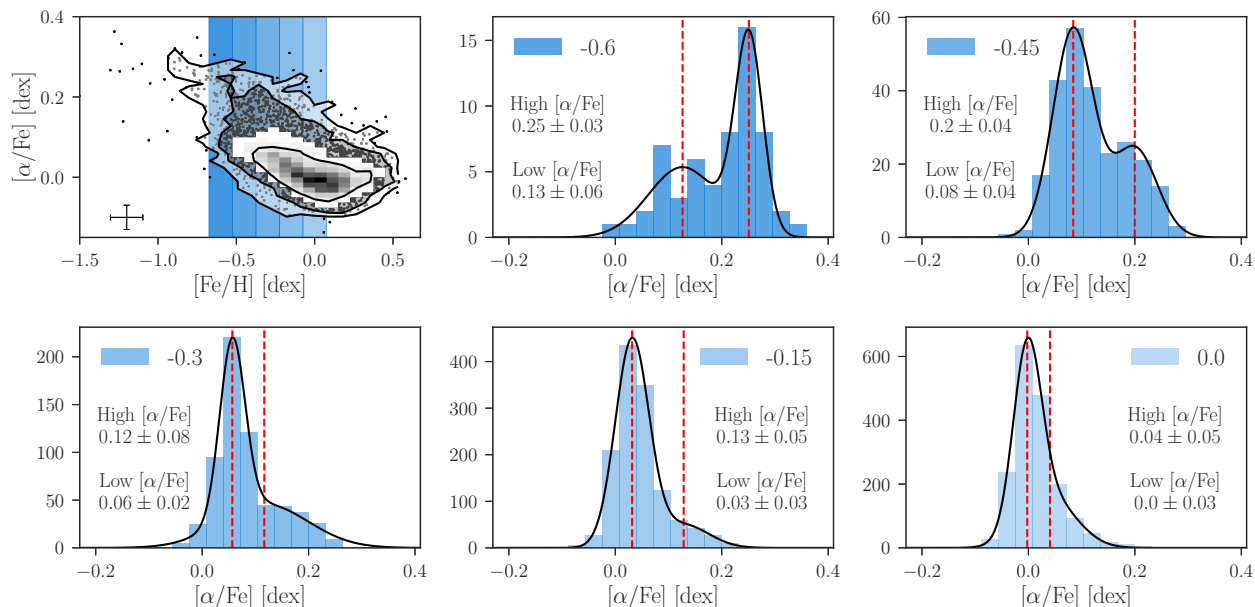 0.4
0.2
0.0
[α/Fe] [dex]
−1.5 −1.0 −0.5 0.0 0.5
[Fe/H] [dex]
15
10
5
0
-0.6
High [α/Fe]
0.25 ± 0.03
Low [α/Fe]
0.13 ± 0.06
−0.2 0.0 0.2 0.4
[α/Fe] [dex]
60
40
20
0
-0.45
High [α/Fe]
0.2 ± 0.04
Low [α/Fe]
0.08 ± 0.04
−0.2 0.0 0.2 0.4
[α/Fe] [dex]
200
150
100
50
0
-0.3
High [α/Fe]
0.12 ± 0.08
Low [α/Fe]
0.06 ± 0.02
−0.2 0.0 0.2 0.4
[α/Fe] [dex]
400
300
200
100
0
-0.15
High [α/Fe]
0.13 ± 0.05
Low [α/Fe]
0.03 ± 0.03
−0.2 0.0 0.2 0.4
[α/Fe] [dex]
600
400
200
0
0.0
High [α/Fe]
0.04 ± 0.05
Low [α/Fe]
0.0 ± 0.03
−0.2 0.0 0.2 0.4
[α/Fe] [dex]